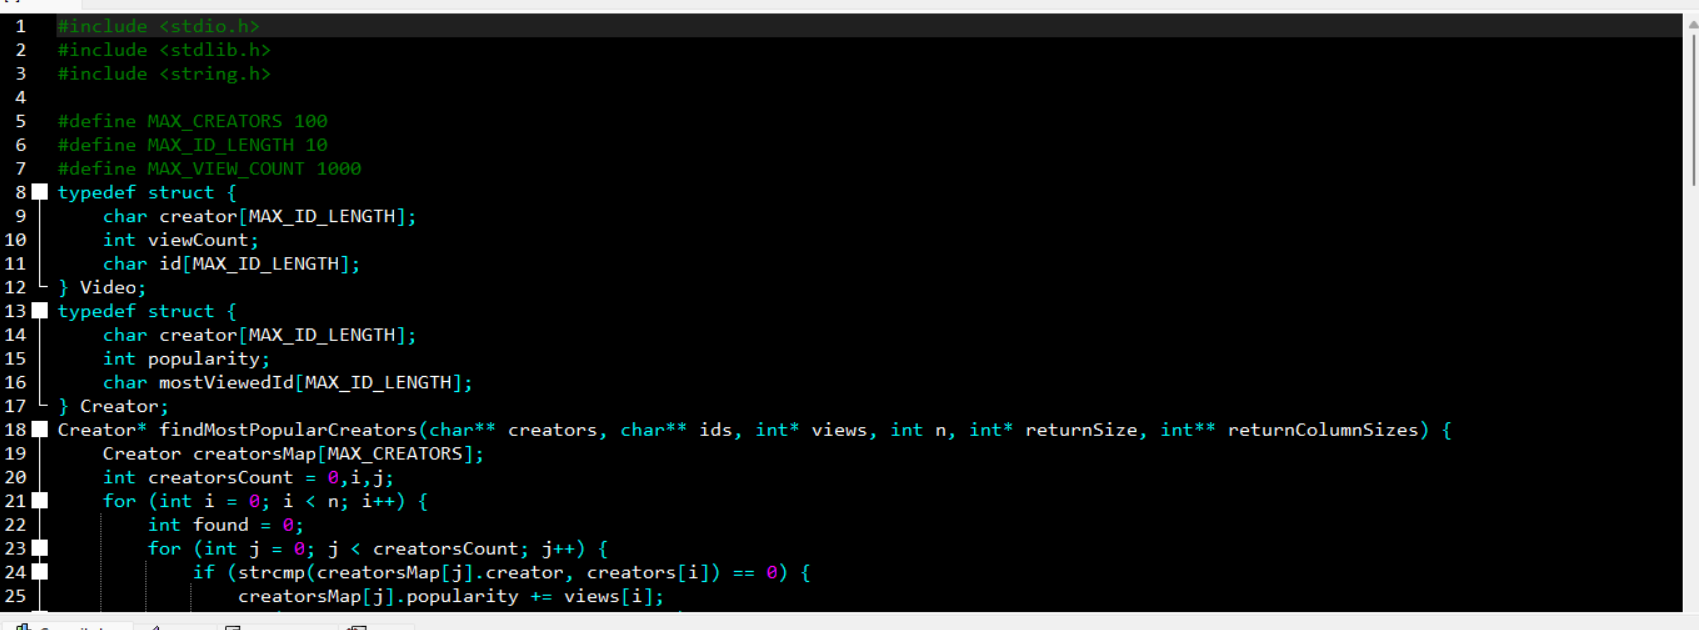 1 #include <stdio.h>
2 #include <stdlib.h>
3 #include <string.h>
4
5 #define MAX_CREATORS 100
6 #define MAX_ID_LENGTH 10
7 #define MAX_VIEW_COUNT 1000
8 typedef struct {
9     char creator[MAX_ID_LENGTH];
10     int viewCount;
11     char id[MAX_ID_LENGTH];
12 } Video;
13 typedef struct {
14     char creator[MAX_ID_LENGTH];
15     int popularity;
16     char mostViewedId[MAX_ID_LENGTH];
17 } Creator;
18 Creator* findMostPopularCreators(char** creators, char** ids, int* views, int n, int* returnSize, int** returnColumnSizes) {
19     Creator creatorsMap[MAX_CREATORS];
20     int creatorsCount = 0,i,j;
21     for (int i = 0; i < n; i++) {
22         int found = 0;
23         for (int j = 0; j < creatorsCount; j++) {
24             if (strcmp(creatorsMap[j].creator, creators[i]) == 0) {
25                 creatorsMap[j].popularity += views[i];